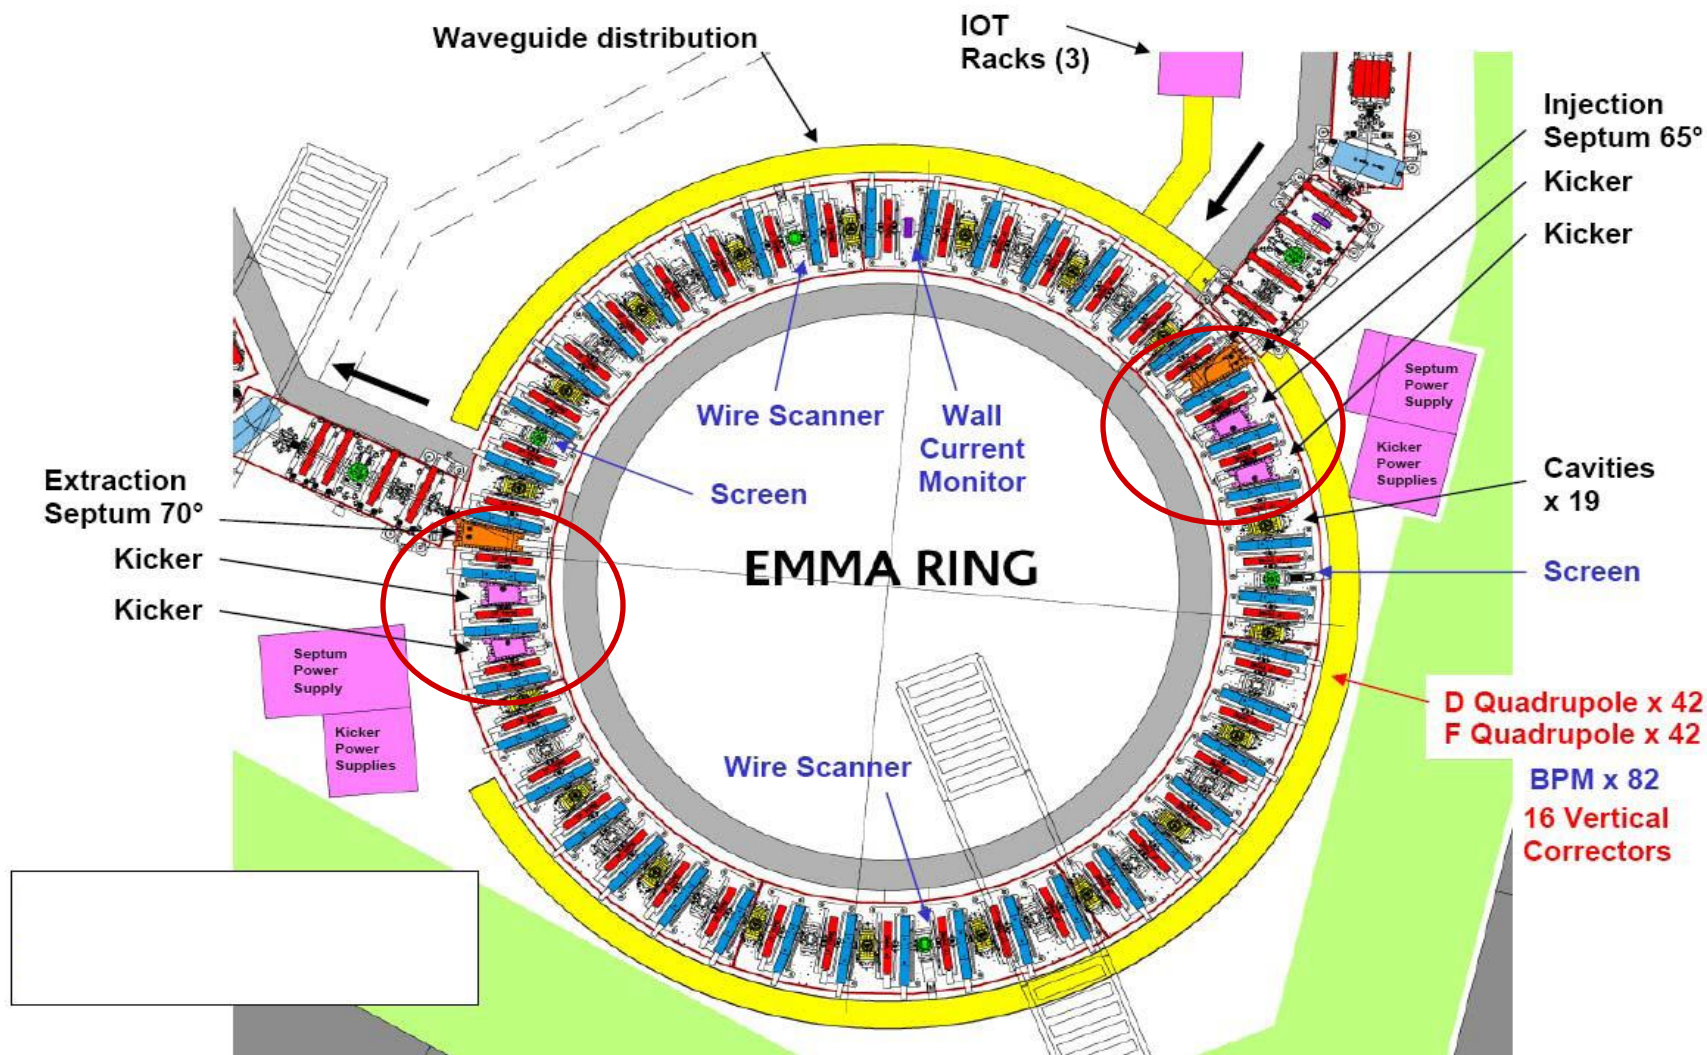 Waveguide distribution
IOT
Racks (3)
Injection
Septum 65º
Kicker
Kicker
Septum
Power
Supply
Kicker
Power
Supplies
Wire Scanner
Wall
Current
Monitor
Screen
Cavities
x 19
Extraction
Septum 70º
Kicker
Kicker
EMMA RING
Screen
Septum
Power
Supply
Kicker
Power
Supplies
D Quadrupole x 42
F Quadrupole x 42
BPM x 82
16 Vertical
Correctors
Wire Scanner